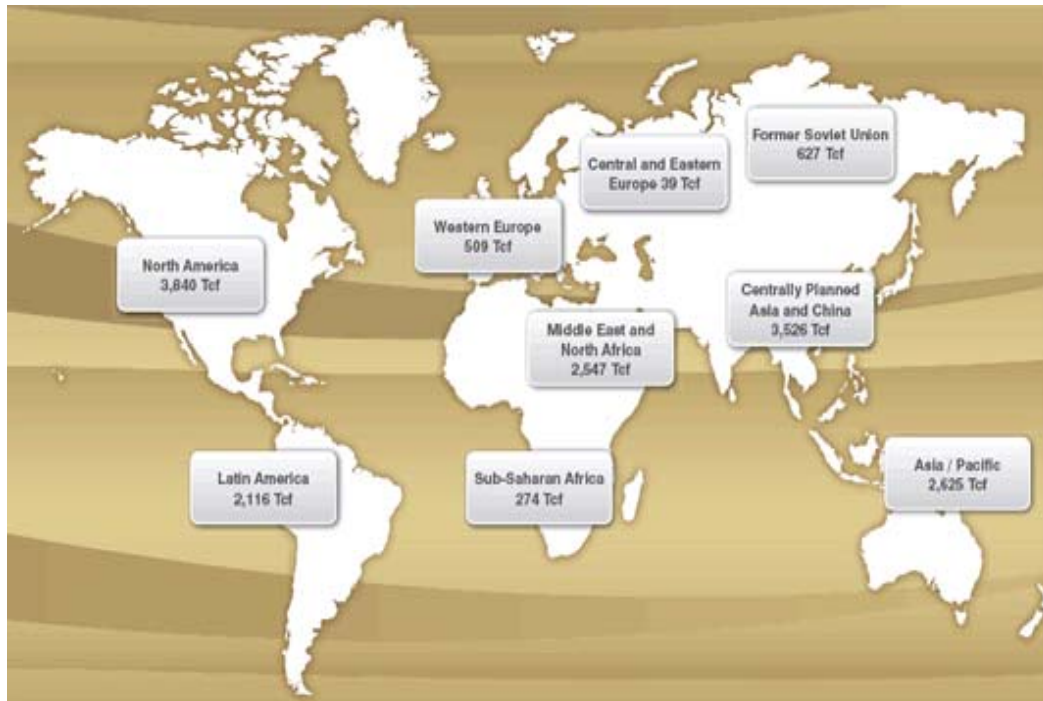 Former Soviet Union
627 Tcf
Central and Eastern
Europe 39 Tcf
Western Europe
509 Tcf
North America
3,840 Tcf
Centrally Planned
Asia and China
3,526 Tcf
Middle East and
North Africa
2,547 Tcf
Latin America
2,116 Tcf
Sub-Saharan Africa
274 Tcf
Asia / Pacific
2,625 Tcf